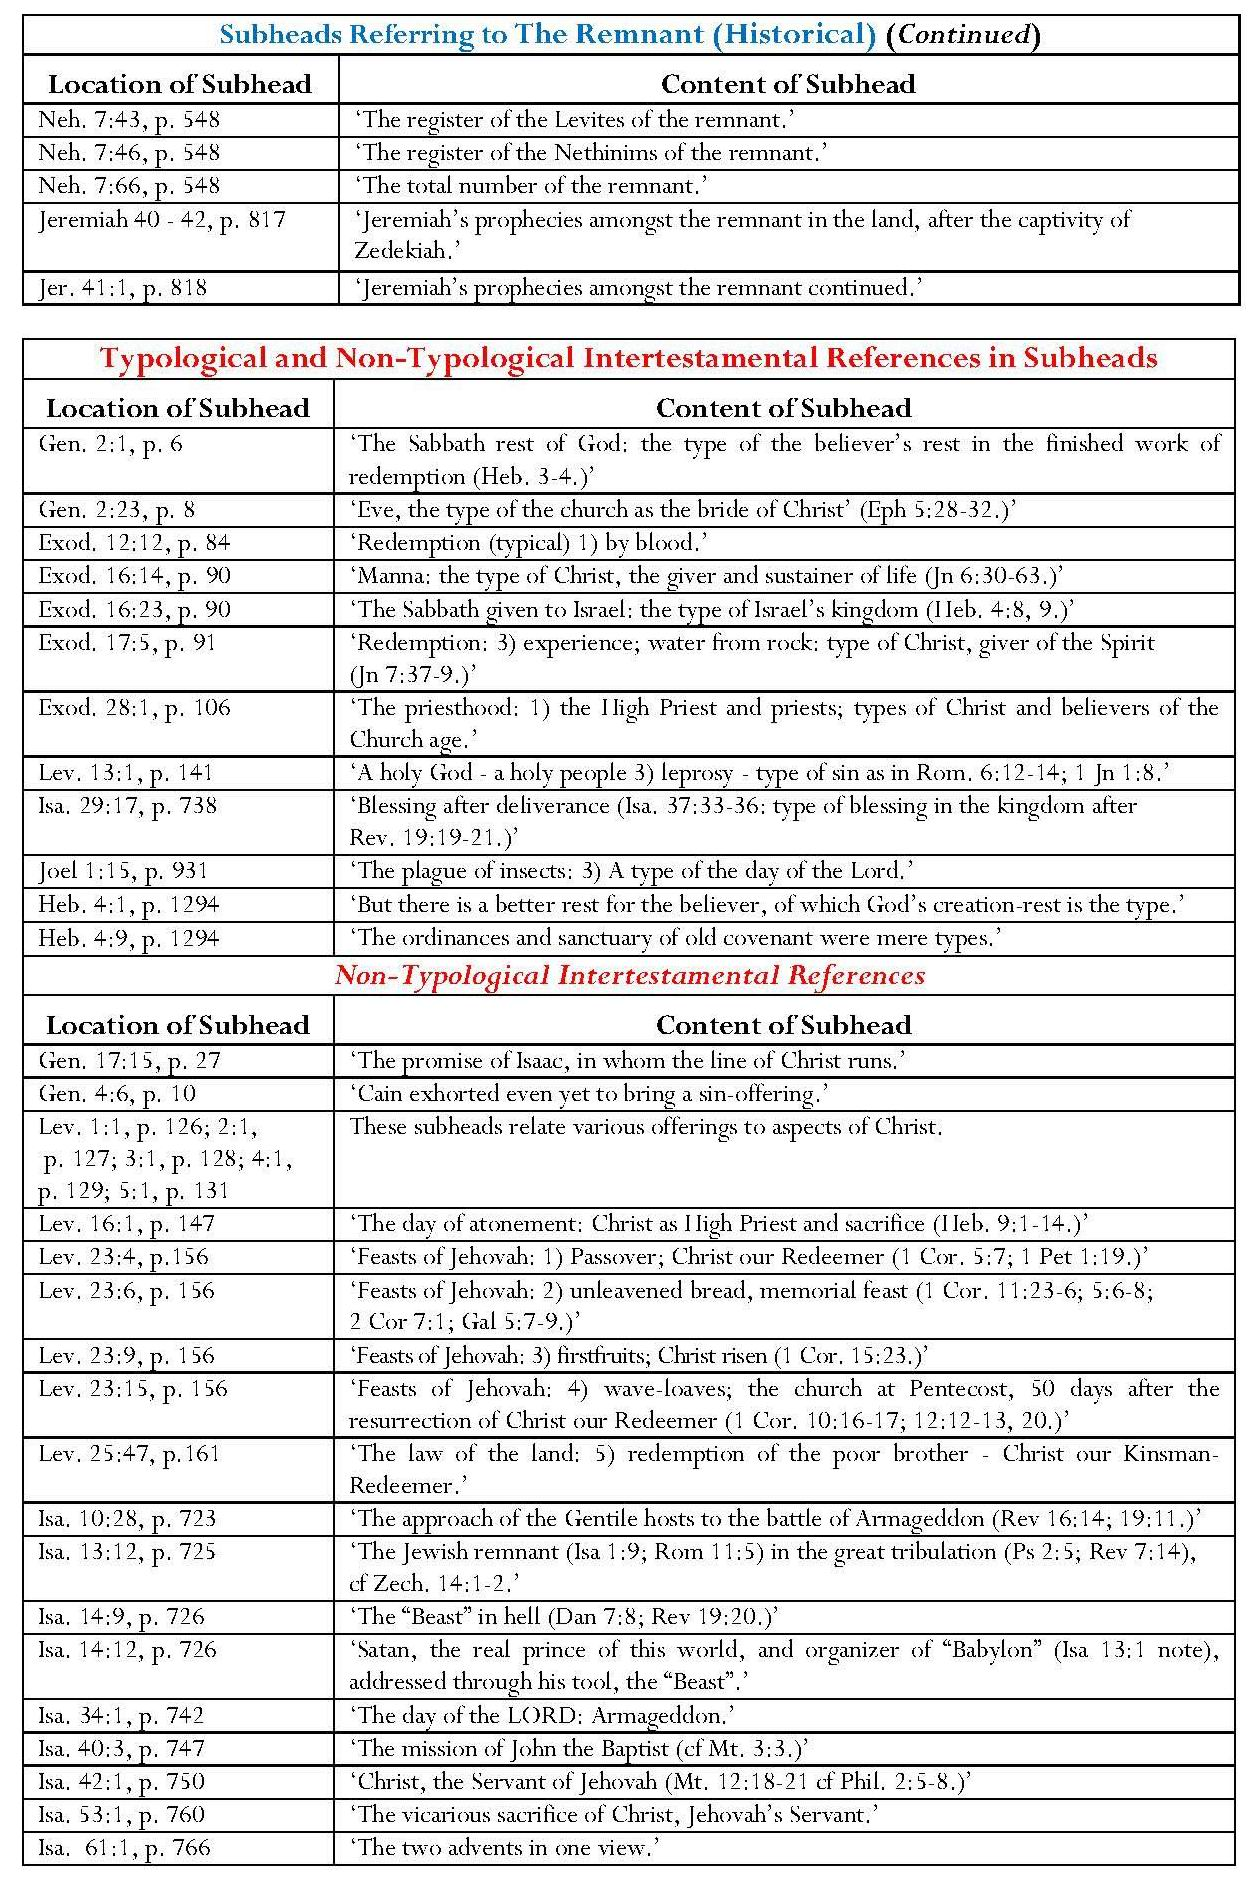 Subheads Referring to The Remnant (Historical) (Continued)
Location of Subhead Content of Subhead
Neh. 7:43, p. 548 ‘The register of the Levites of the remnant.’
Neh. 7:46, p. 548 ‘The register of the Nethinims of the remnant.’
Neh. 7:66, p. 548 ‘The total number of the remnant.’
Jeremiah 40 - 42, p. 817 ‘Jeremiah’s prophecies amongst the remnant in the land, after the captivity of
Zedekiah.’
Jer. 41:1, p. 818 ‘Jeremiah’s prophecies amongst the remnant continued.’
Typological and Non-Typological Intertestamental References in Subheads
Location of Subhead Content of Subhead
Gen. 2:1, p. 6 ‘The Sabbath rest of God: the type of the believer’s rest in the finished work of
redemption (Heb. 3-4.)’
Gen. 2:23, p. 8 ‘Eve, the type of the church as the bride of Christ’ (Eph 5:28-32.)’
Exod. 12:12, p. 84 ‘Redemption (typical) 1) by blood.’
Exod. 16:14, p. 90 ‘Manna: the type of Christ, the giver and sustainer of life (Jn 6:30-63.)’
Exod. 16:23, p. 90 ‘The Sabbath given to Israel: the type of Israel’s kingdom (Heb. 4:8, 9.)’
Exod. 17:5, p. 91 ‘Redemption: 3) experience; water from rock: type of Christ, giver of the Spirit
(Jn 7:37-9.)’
Exod. 28:1, p. 106 ‘The priesthood: 1) the High Priest and priests; types of Christ and believers of the
Church age.’
Lev. 13:1, p. 141 ‘A holy God - a holy people 3) leprosy - type of sin as in Rom. 6:12-14; 1 Jn 1:8.’
Isa. 29:17, p. 738 ‘Blessing after deliverance (Isa. 37:33-36: type of blessing in the kingdom after
Rev. 19:19-21.)’
Joel 1:15, p. 931 ‘The plague of insects: 3) A type of the day of the Lord.’
Heb. 4:1, p. 1294 ‘But there is a better rest for the believer, of which God’s creation-rest is the type.’
Heb. 4:9, p. 1294 ‘The ordinances and sanctuary of old covenant were mere types.’
Non-Typological Intertestamental References
Location of Subhead Content of Subhead
Gen. 17:15, p. 27 ‘The promise of Isaac, in whom the line of Christ runs.’
Gen. 4:6, p. 10 ‘Cain exhorted even yet to bring a sin-offering.’
Lev. 1:1, p. 126; 2:1, These subheads relate various offerings to aspects of Christ.
p. 127; 3:1, p. 128; 4:1,
p. 129; 5:1, p. 131
Lev. 16:1, p. 147 ‘The day of atonement: Christ as High Priest and sacrifice (Heb. 9:1-14.)’
Lev. 23:4, p.156 ‘Feasts of Jehovah: 1) Passover; Christ our Redeemer (1 Cor. 5:7; 1 Pet 1:19.)’
Lev. 23:6, p. 156 ‘Feasts of Jehovah: 2) unleavened bread, memorial feast (1 Cor. 11:23-6; 5:6-8;
2 Cor 7:1; Gal 5:7-9.)’
Lev. 23:9, p. 156 ‘Feasts of Jehovah: 3) firstfruits; Christ risen (1 Cor. 15:23.)’
Lev. 23:15, p. 156 ‘Feasts of Jehovah: 4) wave-loaves; the church at Pentecost, 50 days after the
resurrection of Christ our Redeemer (1 Cor. 10:16-17; 12:12-13, 20.)’
Lev. 25:47, p.161 ‘The law of the land: 5) redemption of the poor brother - Christ our Kinsman-
Redeemer.’
Isa. 10:28, p. 723 ‘The approach of the Gentile hosts to the battle of Armageddon (Rev 16:14; 19:11.)’
Isa. 13:12, p. 725 ‘The Jewish remnant (Isa 1:9; Rom 11:5) in the great tribulation (Ps 2:5; Rev 7:14),
cf Zech. 14:1-2.’
Isa. 14:9, p. 726 ‘The “Beast” in hell (Dan 7:8; Rev 19:20.)’
Isa. 14:12, p. 726 ‘Satan, the real prince of this world, and organizer of “Babylon” (Isa 13:1 note),
addressed through his tool, the “Beast”.’
Isa. 34:1, p. 742 ‘The day of the LORD: Armageddon.’
Isa. 40:3, p. 747 ‘The mission of John the Baptist (cf Mt. 3:3.)’
Isa. 42:1, p. 750 ‘Christ, the Servant of Jehovah (Mt. 12:18-21 cf Phil. 2:5-8.)’
Isa. 53:1, p. 760 ‘The vicarious sacrifice of Christ, Jehovah’s Servant.’
Isa. 61:1, p. 766 ‘The two advents in one view.’